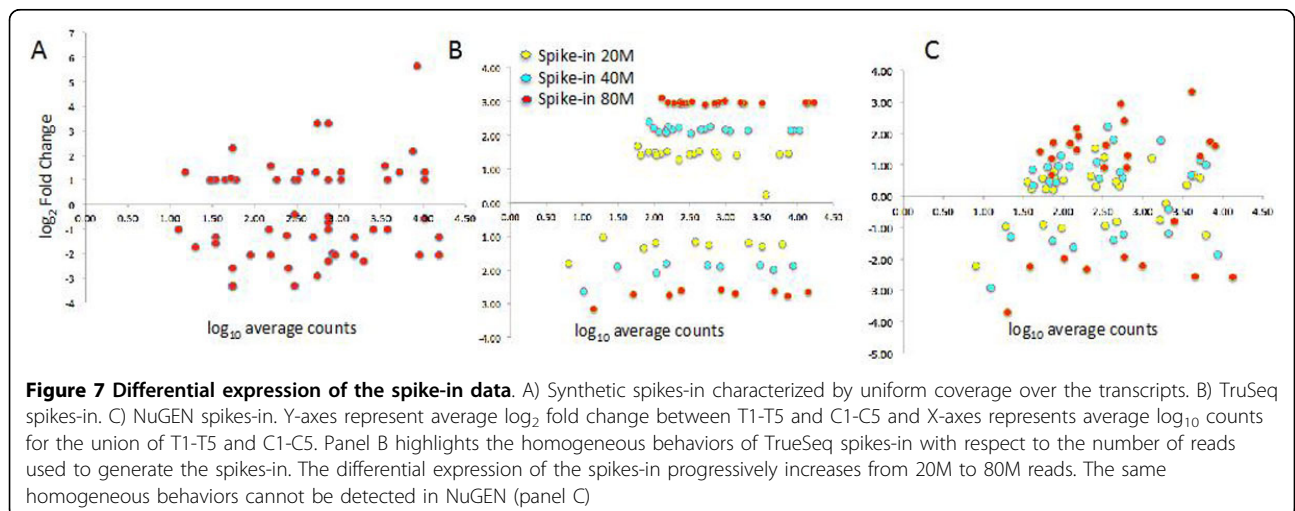 A
B
C
7
6
5
4
3
2
1
0
-1
-2
-3
-4
0.00 0.50 1.00 1.50 2.00 2.50 3.00 3.50 4.00 4.50
log2 Fold Change
log10 average counts
Spike-in 20M
Spike-in 40M
Spike-in 80M
4.00
3.00
2.00
1.00
0.00
1.00
2.00
3.00
-4.00
0.00 0.50 1.00 1.50 2.00 2.50 3.00 3.50 4.00 4.50
log10 average counts
4.00
3.00
2.00
1.00
0.00
-1.00
-2.00
-3.00
-4.00
-5.00
0.00 0.50 1.00 1.50 2.00 2.50 3.00 3.50 4.00 4.50
log10 average counts
Figure 7 Differential expression of the spike-in data. A) Synthetic spikes-in characterized by uniform coverage over the transcripts. B) TruSeq
spikes-in. C) NuGEN spikes-in. Y-axes represent average log2 fold change between T1-T5 and C1-C5 and X-axes represents average log10 counts
for the union of T1-T5 and C1-C5. Panel B highlights the homogeneous behaviors of TrueSeq spikes-in with respect to the number of reads
used to generate the spikes-in. The differential expression of the spikes-in progressively increases from 20M to 80M reads. The same
homogeneous behaviors cannot be detected in NuGEN (panel C)